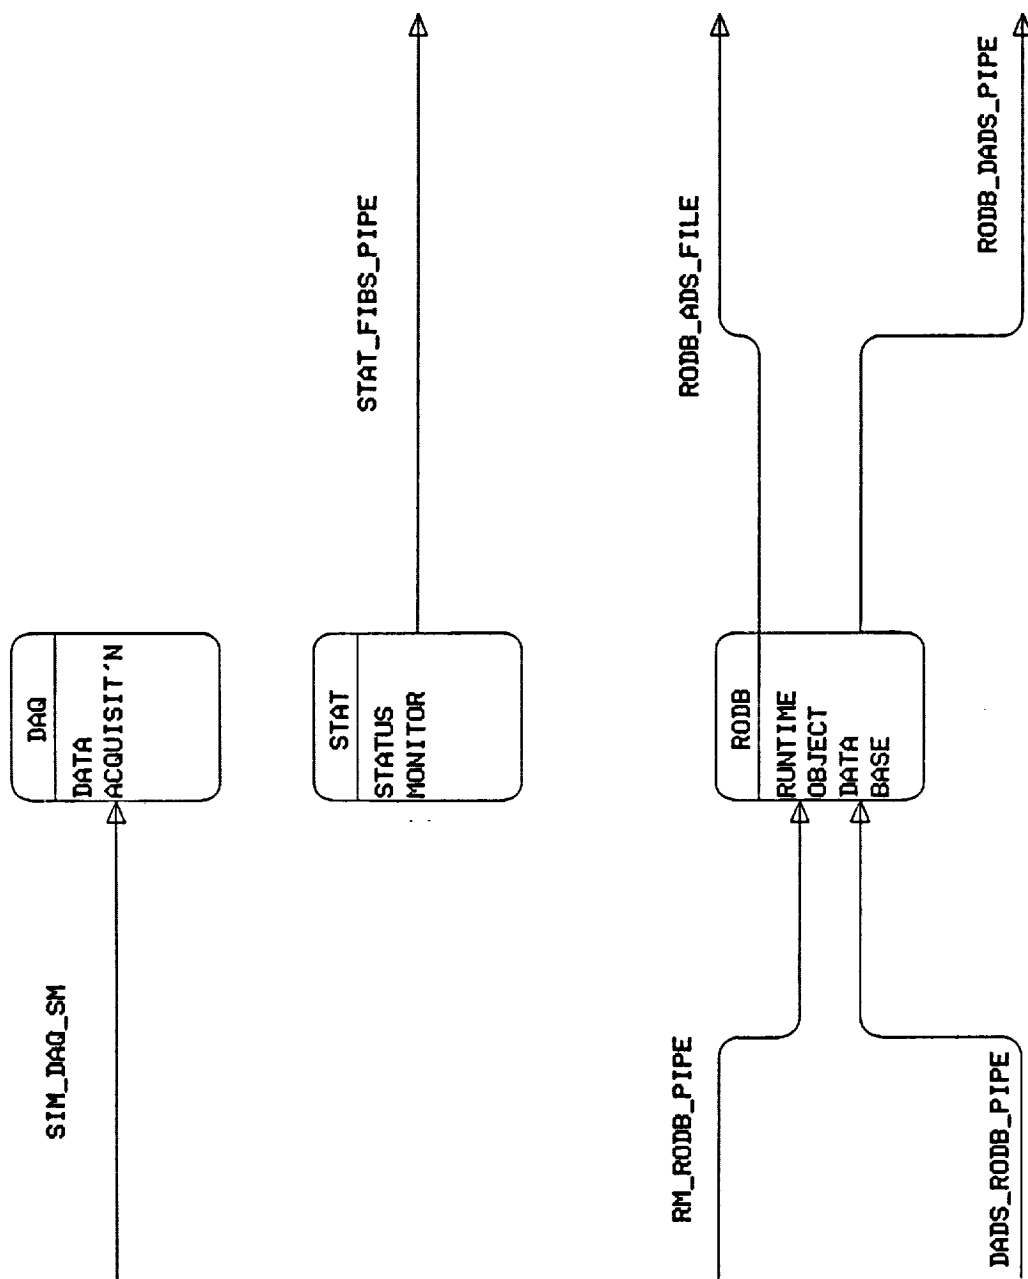 SIM_DAQ_SM
DAQ
DATA
ACQUISIT'N
STAT
STATUS
MONITOR
STAT_FIBS_PIPE
RM_RODB_PIPE
DADS_RODB_PIPE
RODB
RUNTIME
OBJECT
DATA
BASE
RODB_ADS_FILE
RODB_DADS_PIPE